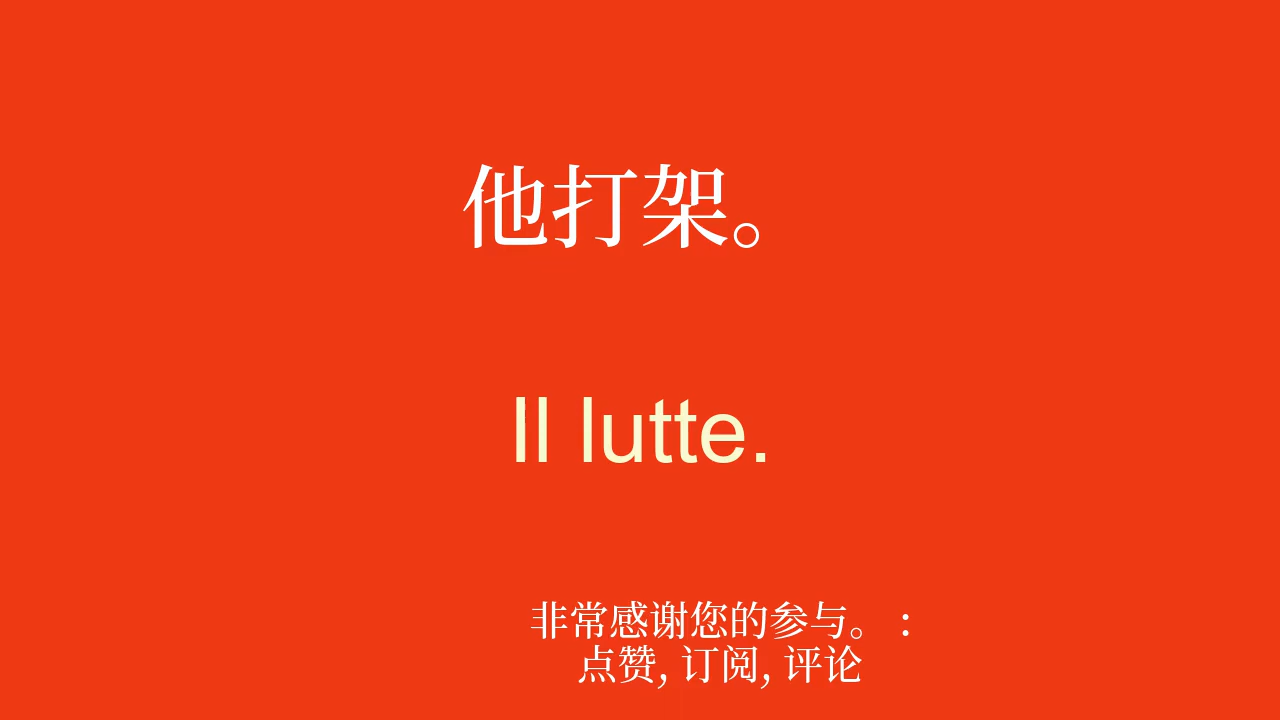 他打架。
Il lutte.
非常感谢您的参与。 :
点赞, 订阅, 评论